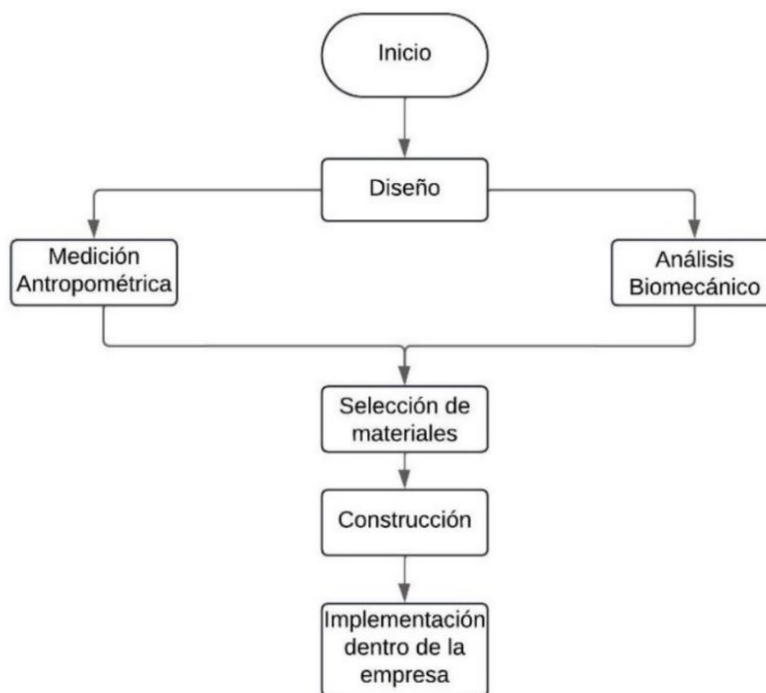 Inicio
Diseño
Medición
Antropométrica
Análisis
Biomecánico
Selección de
materiales
Construcción
Implementación
dentro de la
empresa